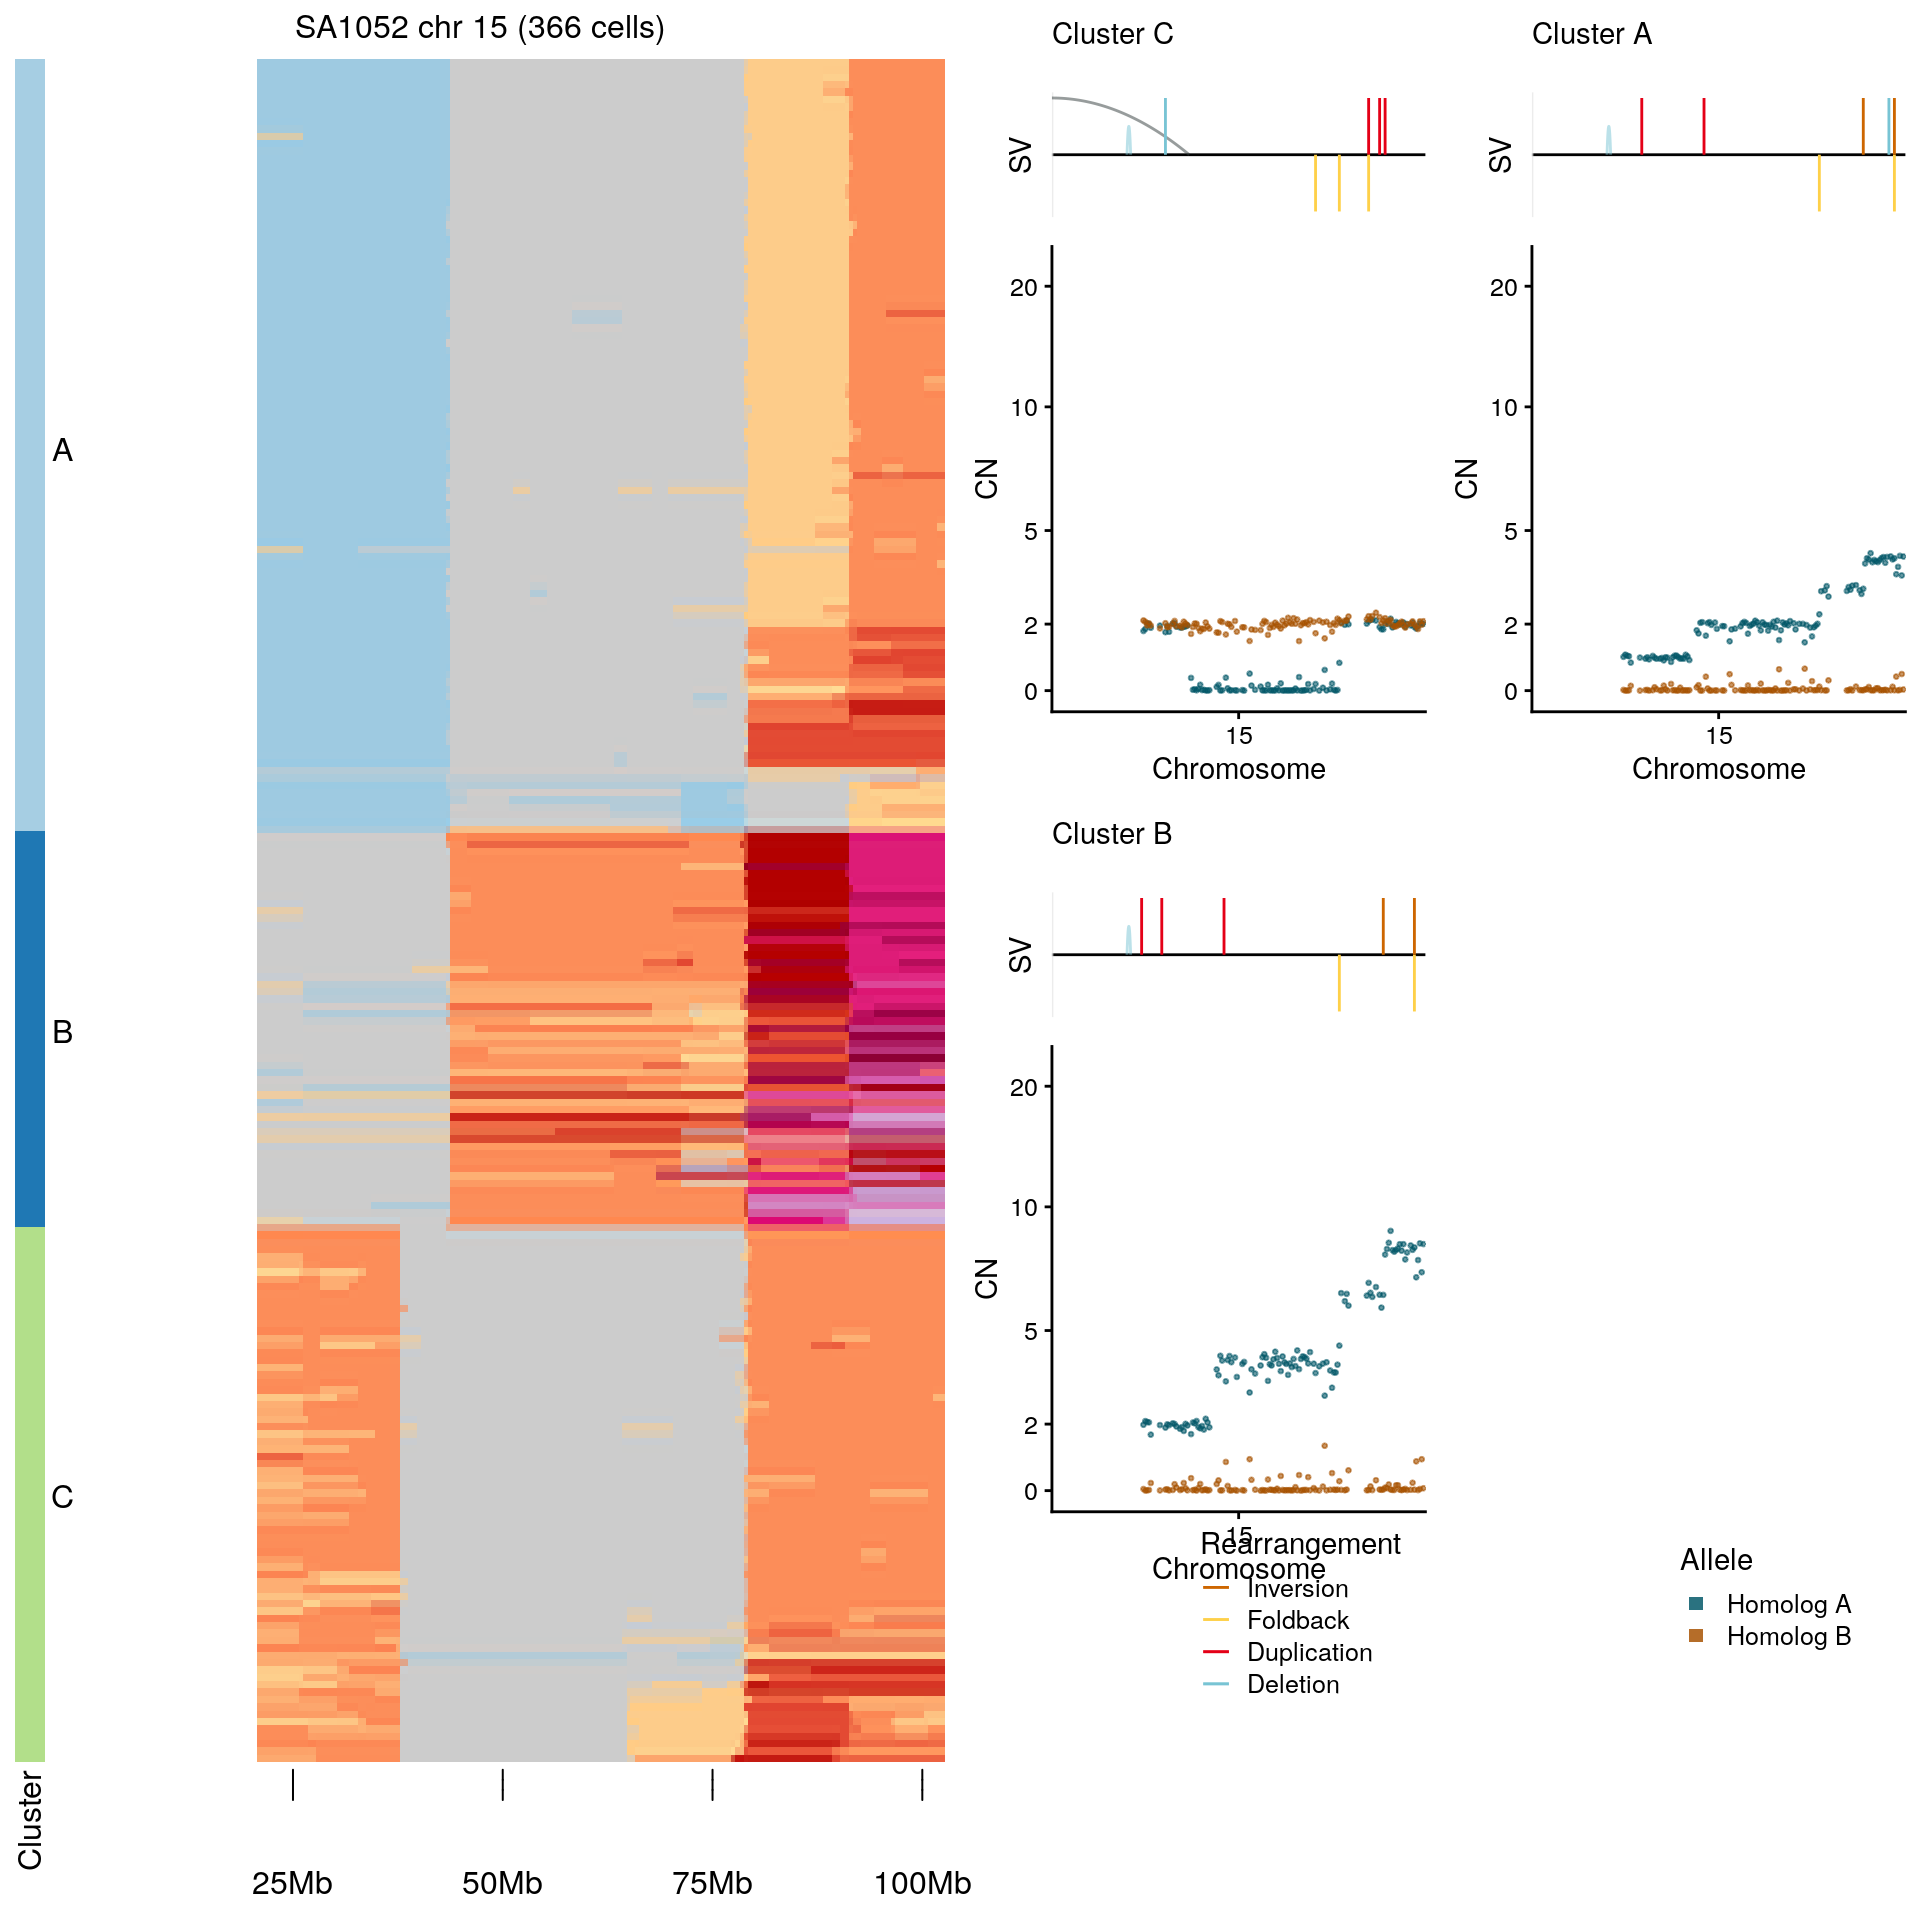 SA1052 chr 15 (366 cells)
A
B
C
Cluster
25Mb 50Mb 75Mb 100Mb
Cluster C
SV
CN
20
10
5
2
0
15
Chromosome
Cluster A
SV
CN
20
10
5
2
0
15
Chromosome
Cluster B
SV
CN
20
10
5
2
0
15
Chromosome
Rearrangement
Inversion
Foldback
Duplication
Deletion
Allele
Homolog A
Homolog B